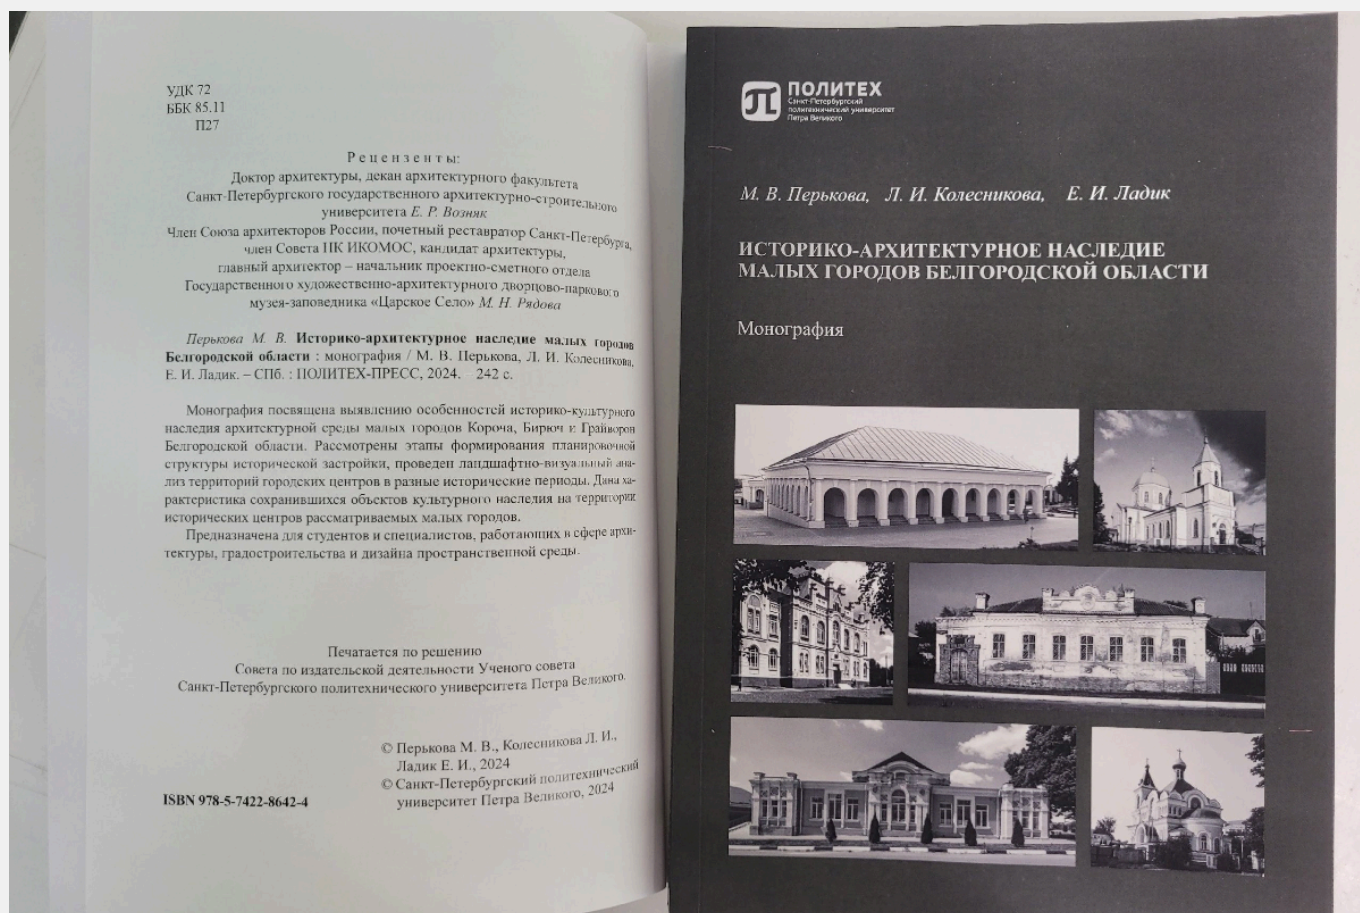 УДК 72
ББК 85.11
П27
Рецензенты:
Доктор архитектуры, декан архитектурного факультета
Санкт-Петербургского государственного архитектурно-строительного
университета Е. Р. Возняк
Член Союза архитекторов России, почетный реставратор Санкт-Петербурга,
член Совета НК ИКОМОС, кандидат архитектуры,
главный архитектор – начальник проектно-сметного отдела
Государственного художественно-архитектурного дворцово-паркового
музея-заповедника «Царское Село» М. Н. Рядова
Перькова М. В. Историко-архитектурное наследие малых городов
Белгородской области : монография / М. В. Перькова, Л. И. Колесникова,
Е. И. Ладик. – СПб. : ПОЛИТЕХ-ПРЕСС, 2024. – 242 с.
Монография посвящена выявлению особенностей историко-культурного
наследия архитектурной среды малых городов Короча, Бирюч и Грайворон
Белгородской области. Рассмотрены этапы формирования планировочной
структуры исторической застройки, проведен ландшафтно-визуальный ана-
лиз территорий городских центров в разные исторические периоды. Дана ха-
рактеристика сохранившихся объектов культурного наследия на территории
исторических центров рассматриваемых малых городов.
Предназначена для студентов и специалистов, работающих в сфере архи-
тектуры, градостроительства и дизайна пространственной среды.
Печатается по решению
Совета по издательской деятельности Ученого совета
Санкт-Петербургского политехнического университета Петра Великого.
© Перькова М. В., Колесникова Л. И.,
Ладик Е. И., 2024
© Санкт-Петербургский политехнический
университет Петра Великого, 2024
ISBN 978-5-7422-8642-4
ПОЛИТЕХ
Санкт-Петербургский
политехнический университет
Петра Великого
М. В. Перькова, Л. И. Колесникова, Е. И. Ладик
ИСТОРИКО-АРХИТЕКТУРНОЕ НАСЛЕДИЕ
МАЛЫХ ГОРОДОВ БЕЛГОРОДСКОЙ ОБЛАСТИ
Монография